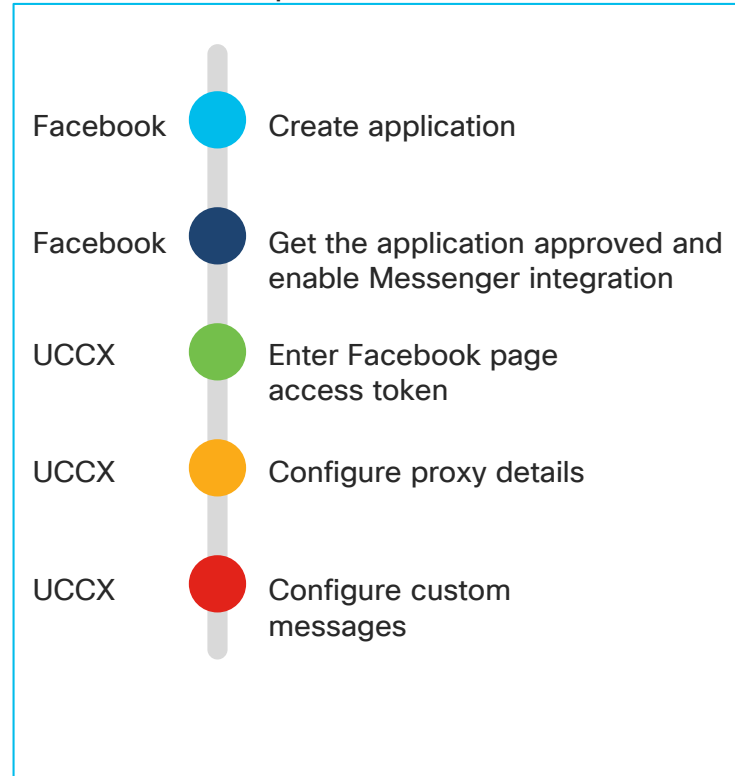 Facebook Create application
Facebook Get the application approved and
enable Messenger integration
UCCX Enter Facebook page
access token
UCCX Configure proxy details
UCCX Configure custom
messages